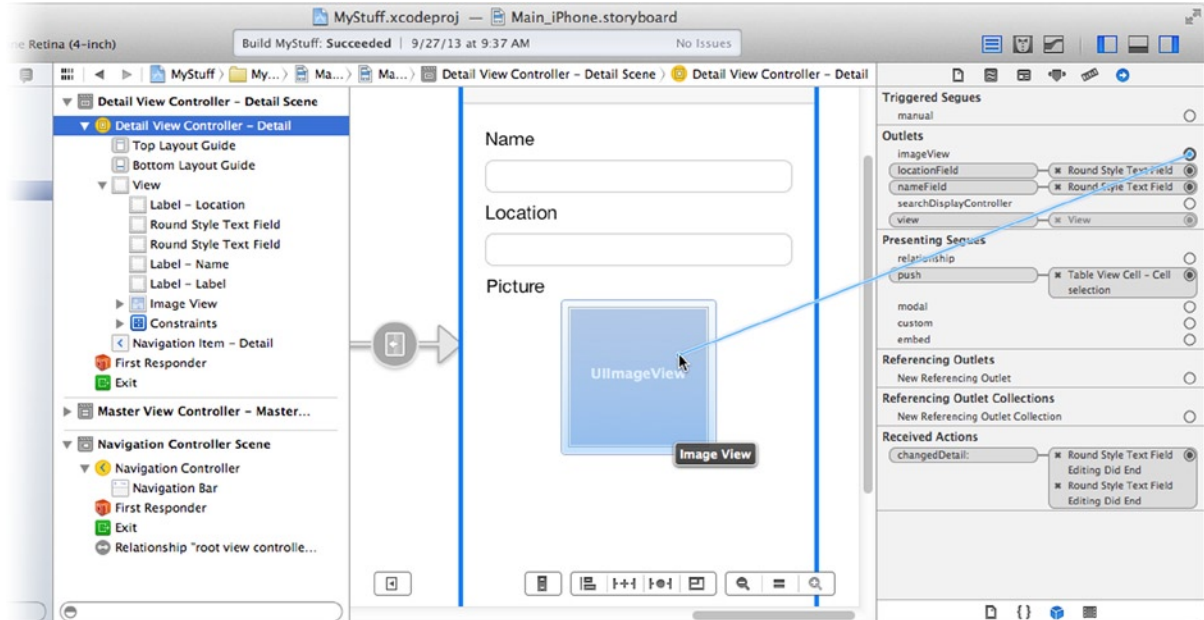 MyStuff.xcodeproj — Main_iPhone.storyboard
ne Retina (4-inch)
Build MyStuff: Succeeded | 9/27/13 at 9:37 AM
No Issues
MyStuff
My...
Ma...
Ma...
Detail View Controller – Detail Scene
Detail View Controller – Detail
Detail View Controller – Detail Scene
Detail View Controller – Detail
Top Layout Guide
Bottom Layout Guide
View
Label – Location
Round Style Text Field
Round Style Text Field
Label – Name
Label – Label
Image View
Constraints
Navigation Item – Detail
First Responder
Exit
Master View Controller – Master...
Navigation Controller Scene
Navigation Controller
Navigation Bar
First Responder
Exit
Relationship "root view controlle...
Name
Location
Picture
UIImageView
Image View
Triggered Segues
manual
Outlets
imageView
locationField
Round Style Text Field
nameField
Round Style Text Field
searchDisplayController
view
View
Presenting Segues
relationship
push
Table View Cell – Cell
selection
modal
custom
embed
Referencing Outlets
New Referencing Outlet
Referencing Outlet Collections
New Referencing Outlet Collection
Received Actions
changedDetail:
Round Style Text Field
Editing Did End
Round Style Text Field
Editing Did End